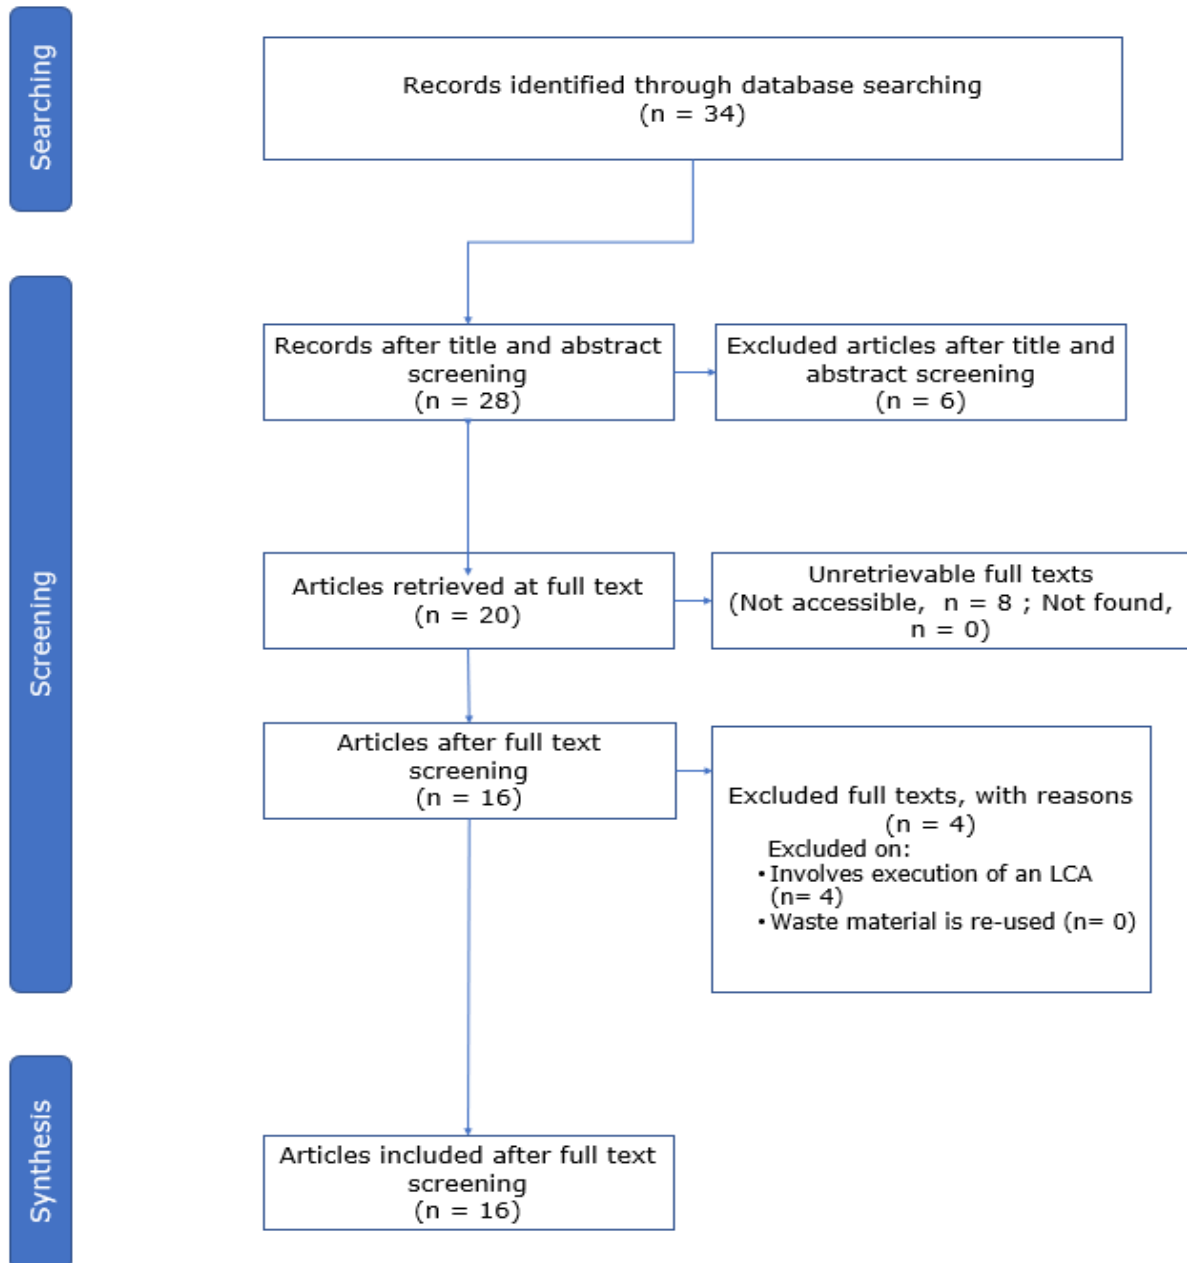 Searching
Records identified through database searching
(n = 34)
Screening
Records after title and abstract
screening
(n = 28)
Excluded articles after title and
abstract screening
(n = 6)
Articles retrieved at full text
(n = 20)
Unretrievable full texts
(Not accessible,  n = 8 ; Not found,
n = 0)
Articles after full text
screening
(n = 16)
Excluded full texts, with reasons
(n = 4)
Excluded on:
• Involves execution of an LCA
(n= 4)
• Waste material is re-used (n= 0)
Synthesis
Articles included after full text
screening
(n = 16)